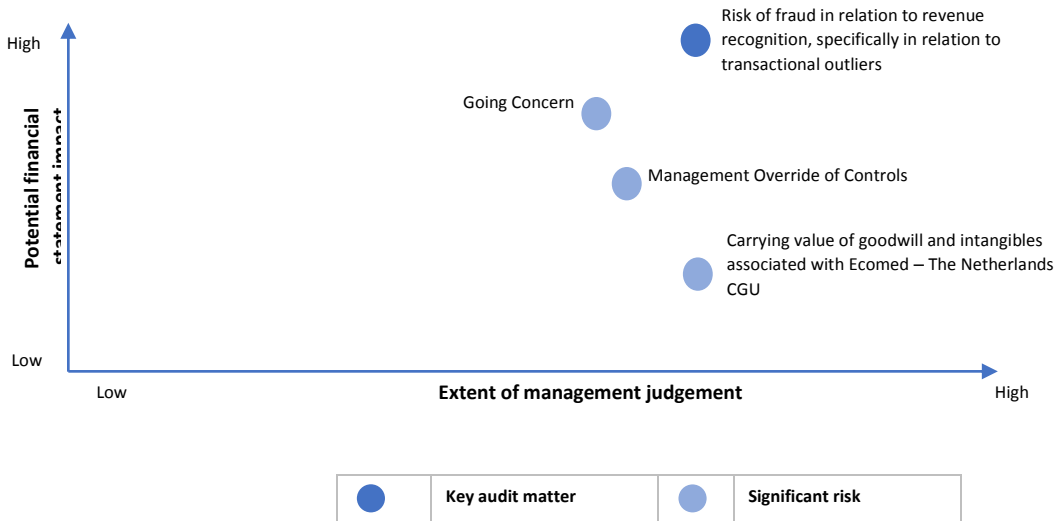 High
Risk of fraud in relation to revenue
recognition, specifically in relation to
transactional outliers
Going Concern
Potential financial
statement impact
Management Override of Controls
Carrying value of goodwill and intangibles
associated with Ecomed – The Netherlands
CGU
Low
Low
Extent of management judgement
High
Key audit matter
Significant risk